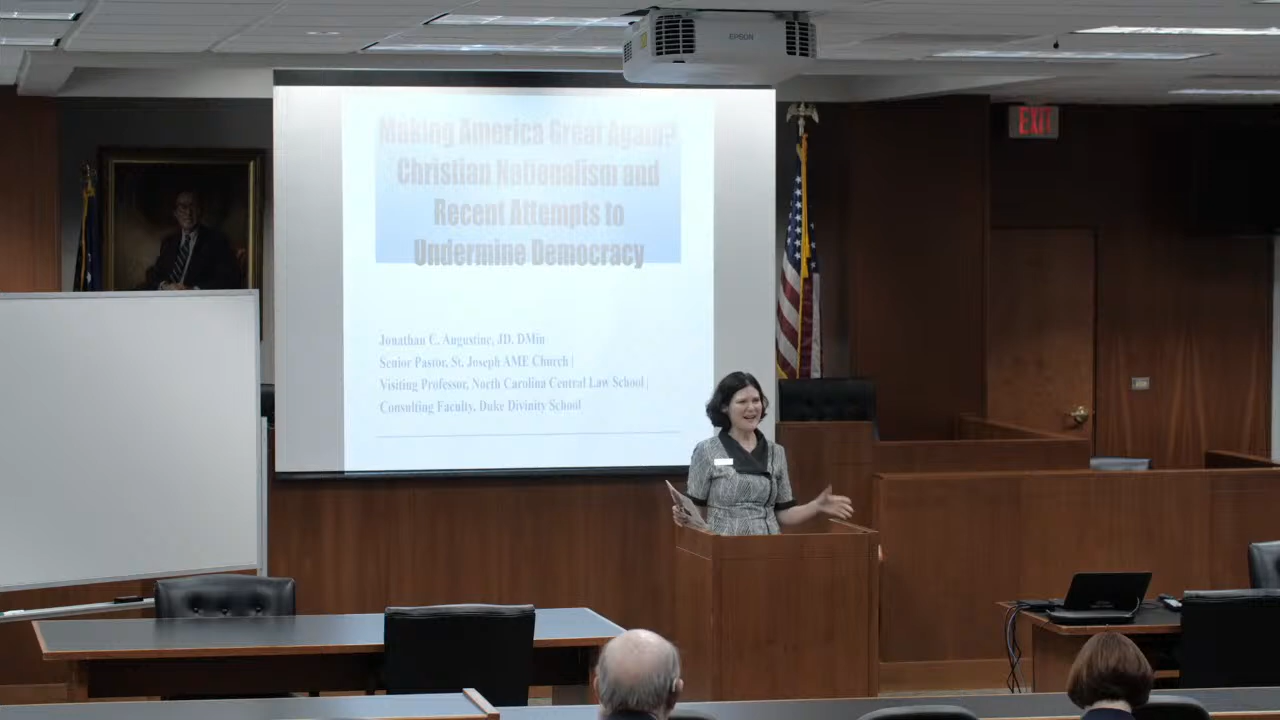 EPSON
EXIT
Making America Great Again?
Christian Nationalism and
Recent Attempts to
Undermine Democracy
Jonathan C. Augustine, JD, DMin
Senior Pastor, St. Joseph AME Church |
Visiting Professor, North Carolina Central Law School |
Consulting Faculty, Duke Divinity School